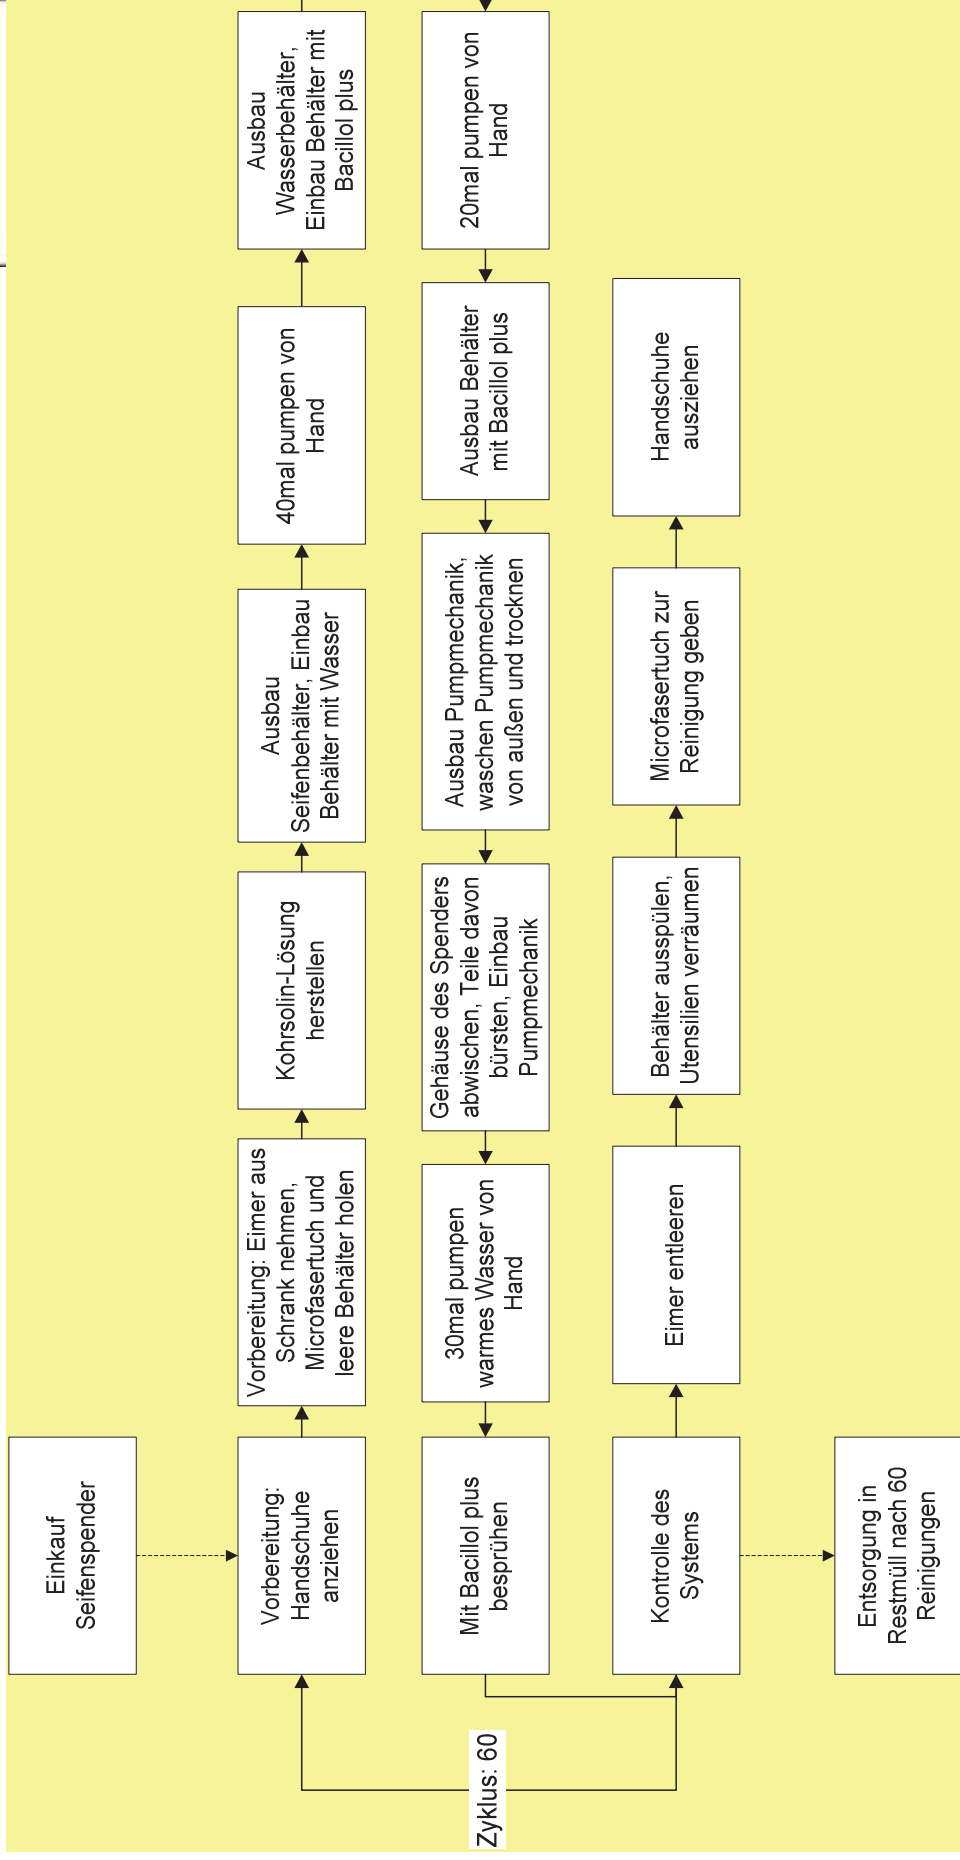 Einkauf
Seifenspender
Vorbereitung:
Handschuhe
anziehen
Vorbereitung: Eimer aus
Schrank nehmen,
Microfasertuch und
leere Behälter holen
Kohrsolin-Lösung
herstellen
Ausbau
Seifenbehälter, Einbau
Behälter mit Wasser
40mal pumpen von
Hand
Ausbau
Wasserbehälter,
Einbau Behälter mit
Bacillol plus
20mal pumpen von
Hand
Ausbau Behälter
mit Bacillol plus
Ausbau Pumpmechanik,
waschen Pumpmechanik
von außen und trocknen
Gehäuse des Spenders
abwischen, Teile davon
bürsten, Einbau
Pumpmechanik
30mal pumpen
warmes Wasser von
Hand
Mit Bacillol plus
besprühen
Zyklus: 60
Kontrolle des
Systems
Eimer entleeren
Behälter ausspülen,
Utensilien verräumen
Microfasertuch zur
Reinigung geben
Handschuhe
ausziehen
Entsorgung in
Restmüll nach 60
Reinigungen